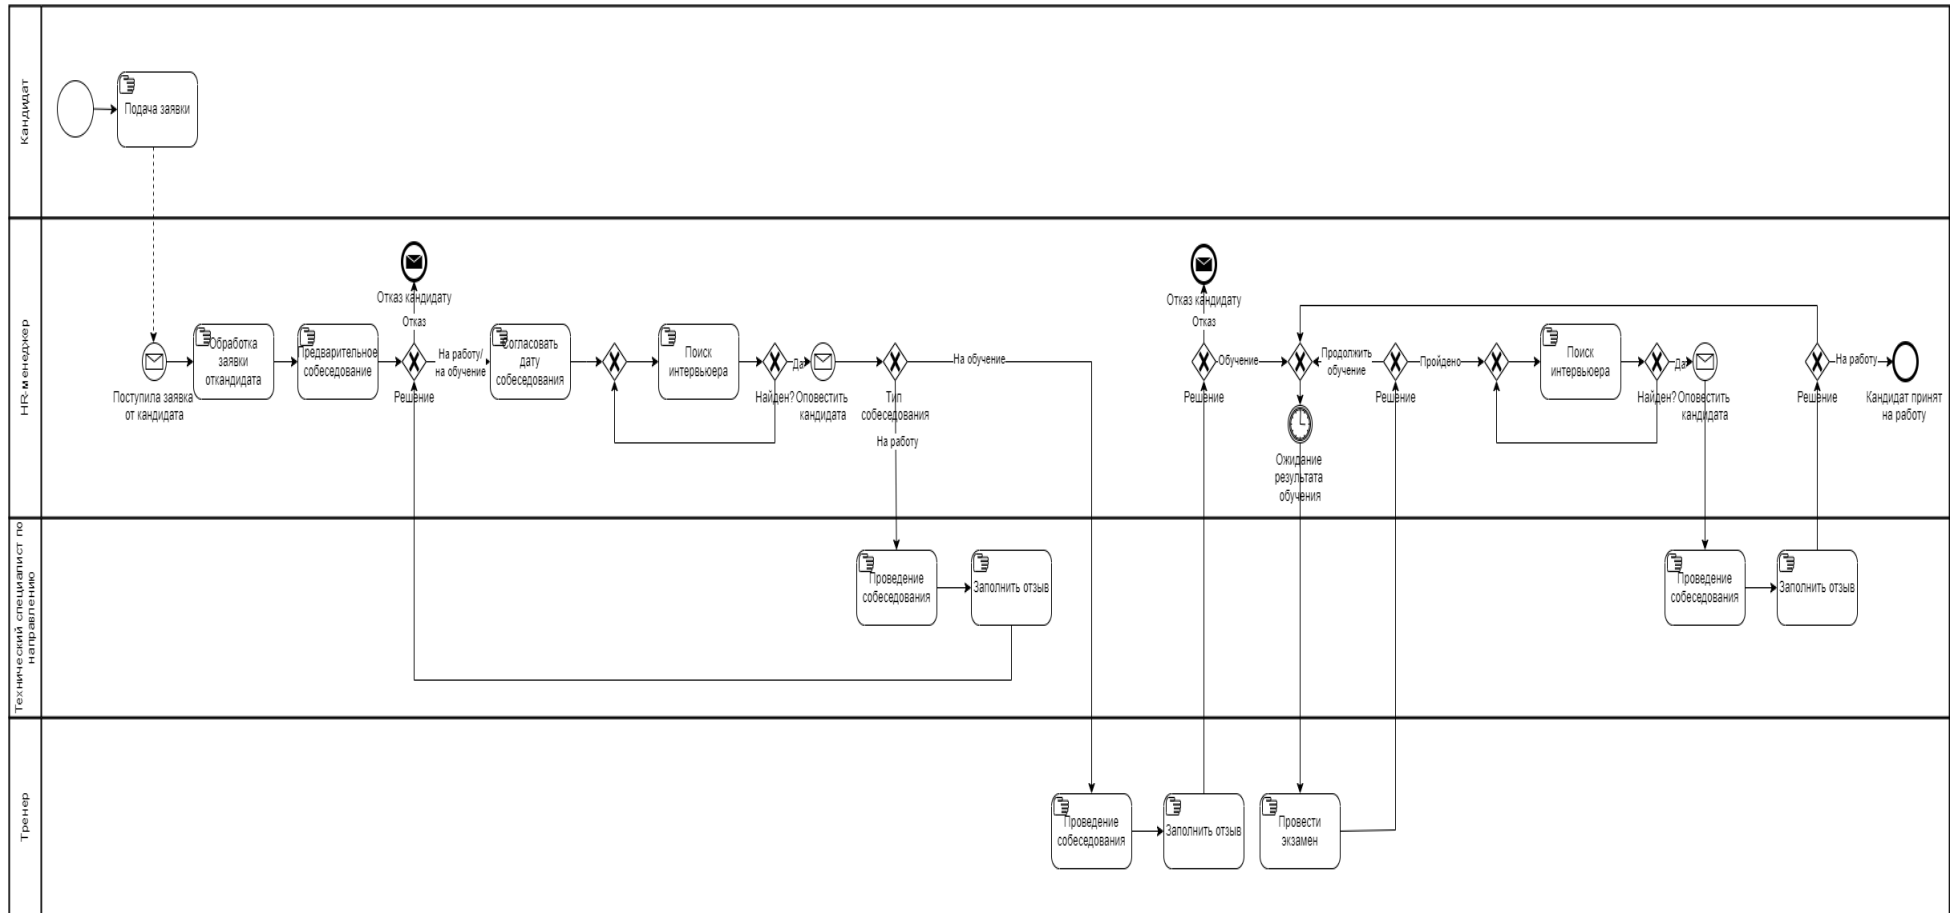 Кандидат
Подача заявки
HR-менеджер
Поступила заявка
от кандидата
Обработка
заявки
откандидата
Предварительное
собеседование
Отказ кандидату
Отказ
Решение
На работу/
на обучение
Согласовать
дату
собеседования
Поиск
интервьюера
Найден?
Да
Оповестить
кандидата
Тип
собеседования
На обучение
На работу
Отказ кандидату
Отказ
Решение
Обучение
Ожидание
результата
обучения
Продолжить
обучение
Решение
Пройдено
Поиск
интервьюера
Найден?
Да
Оповестить
кандидата
Решение
На работу
Кандидат принят
на работу
Технический специалист по
направлению
Проведение
собеседования
Заполнить отзыв
Проведение
собеседования
Заполнить отзыв
Тренер
Проведение
собеседования
Заполнить отзыв
Провести
экзамен